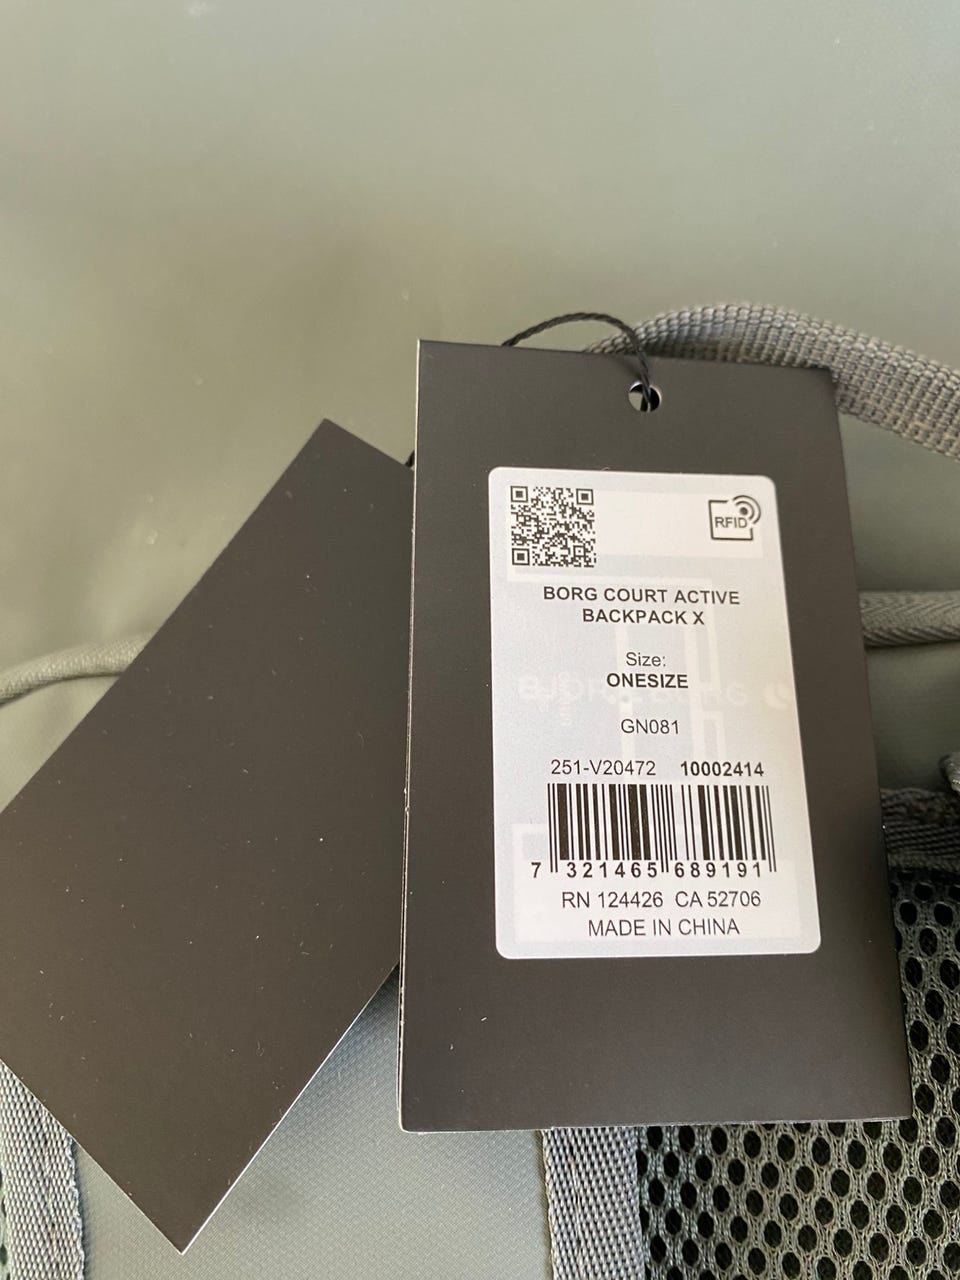 RFID
BORG COURT ACTIVE
BACKPACK X
Size:
ONESIZE
GN081
251-V20472 10002414
7 321465 689191
RN 124426 CA 52706
MADE IN CHINA